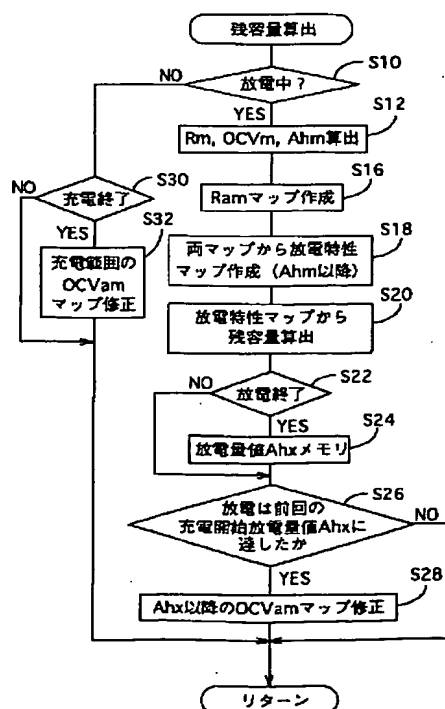 残容量算出
S10
放電中？
NO
YES
S12
Rm, OCVm, Ahm算出
S16
Ramマップ作成
S30
充電終了
NO
YES
S32
充電範囲の
OCVam
マップ修正
S18
両マップから放電特性
マップ作成（Ahm以降）
S20
放電特性マップから
残容量算出
S22
放電終了
NO
YES
S24
放電量値Ahxメモリ
S26
放電は前回の
充電開始放電量値Ahxに
達したか
NO
YES
S28
Ahx以降のOCVamマップ修正
リターン